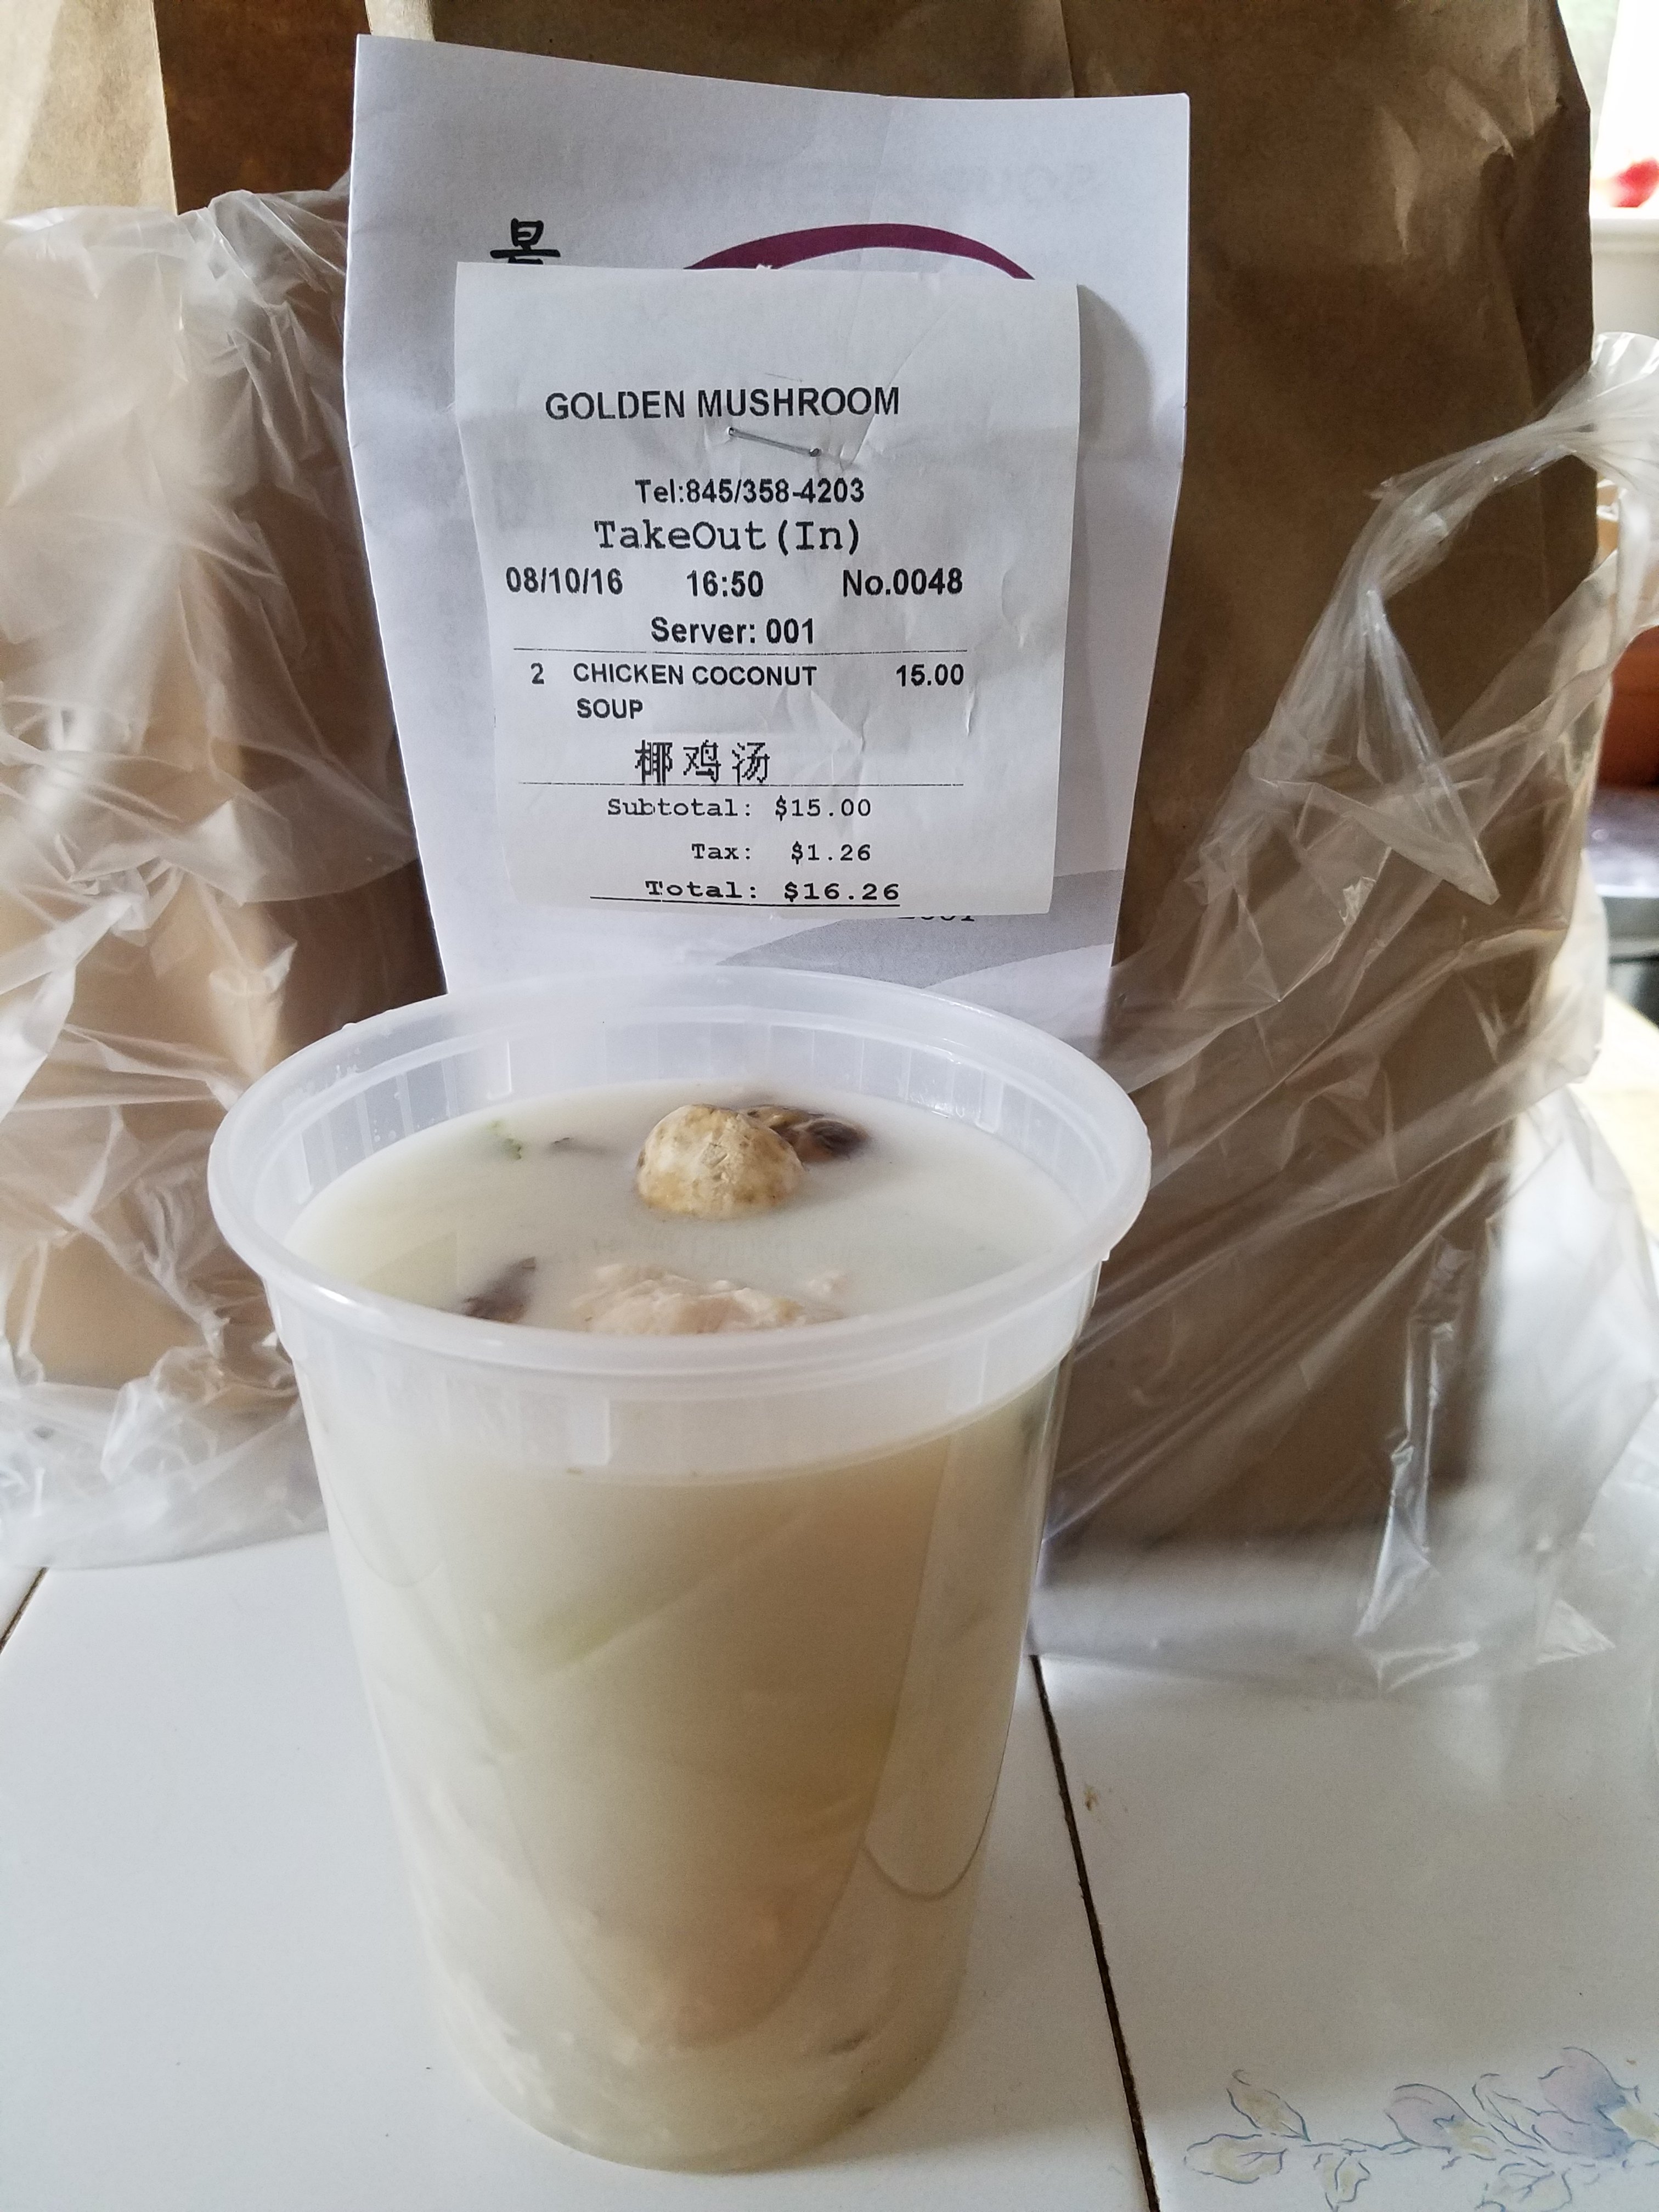 GOLDEN MUSHROOM
Tel:845/358-4203
TakeOut(In)
08/10/16 16:50 No.0048
Server: 001
2 CHICKEN COCONUT 15.00
SOUP
椰鸡汤
Subtotal: $15.00
Tax: $1.26
Total: $16.26